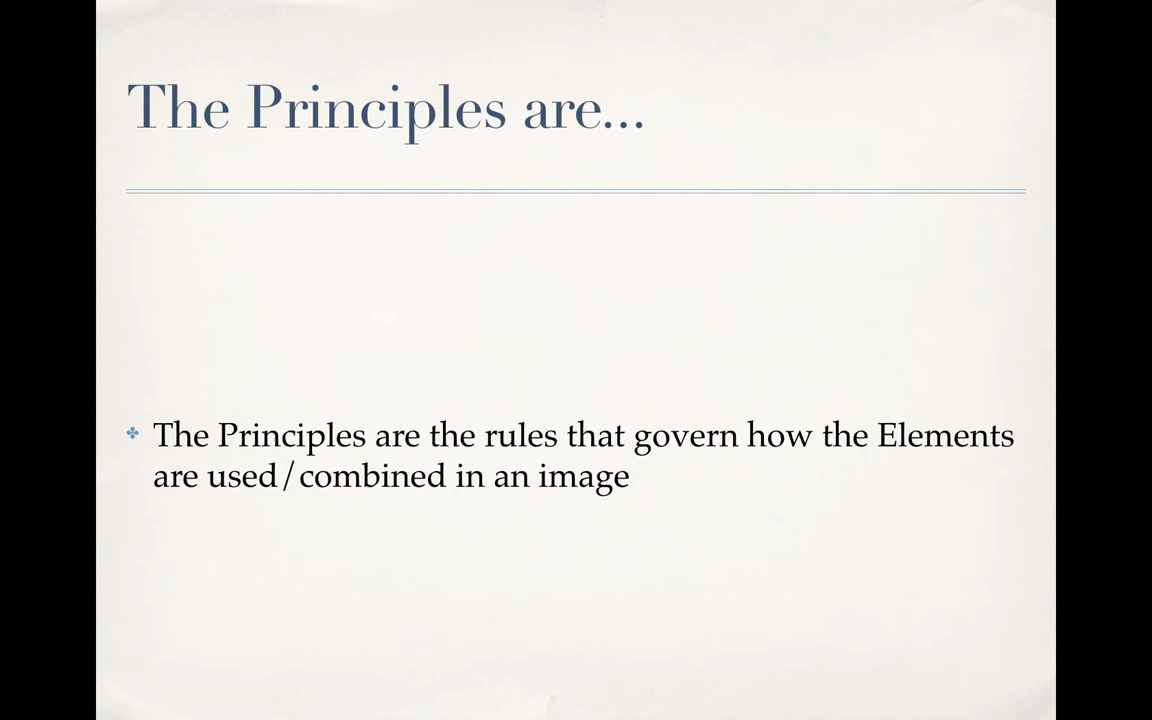 The Principles are...
The Principles are the rules that govern how the Elements
are used/combined in an image